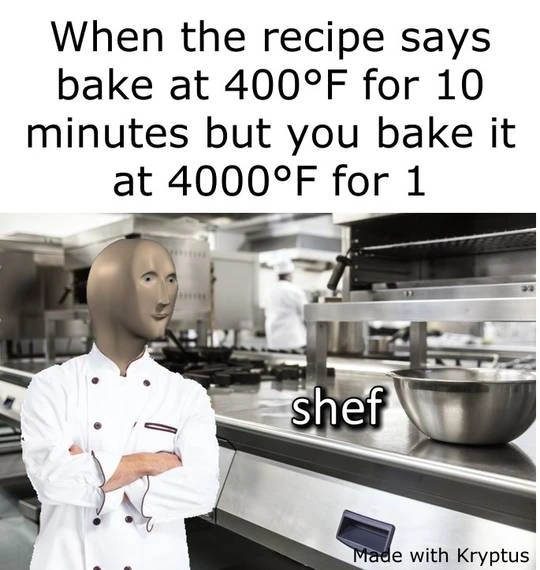 When the recipe says
bake at 400°F for 10
minutes but you bake it
at 4000°F for 1
shef
Made with Kryptus